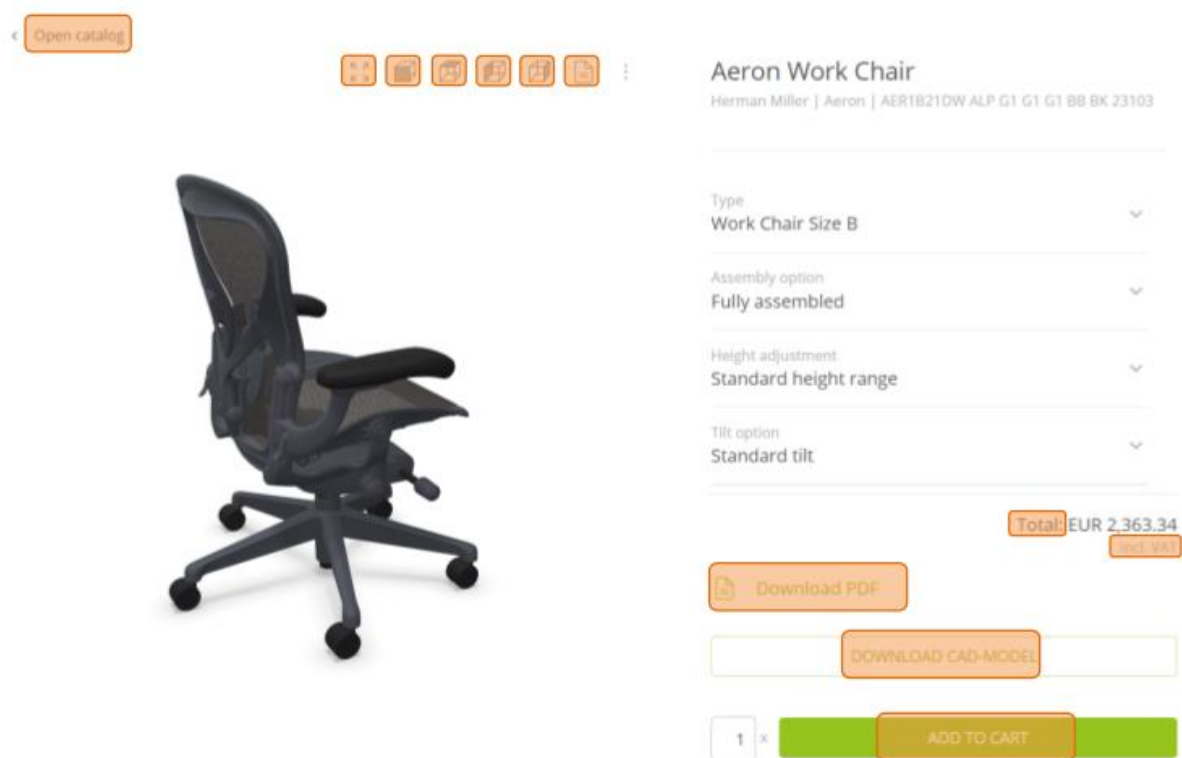 Open catalog
Aeron Work Chair
Herman Miller | Aeron | AER1B21DW ALP G1 G1 G1 BB BK 23103
Type
Work Chair Size B
Assembly option
Fully assembled
Height adjustment
Standard height range
Tilt option
Standard tilt
Total: EUR 2,363.34
incl. VAT
Download PDF
DOWNLOAD CAD-MODEL
1 x ADD TO CART